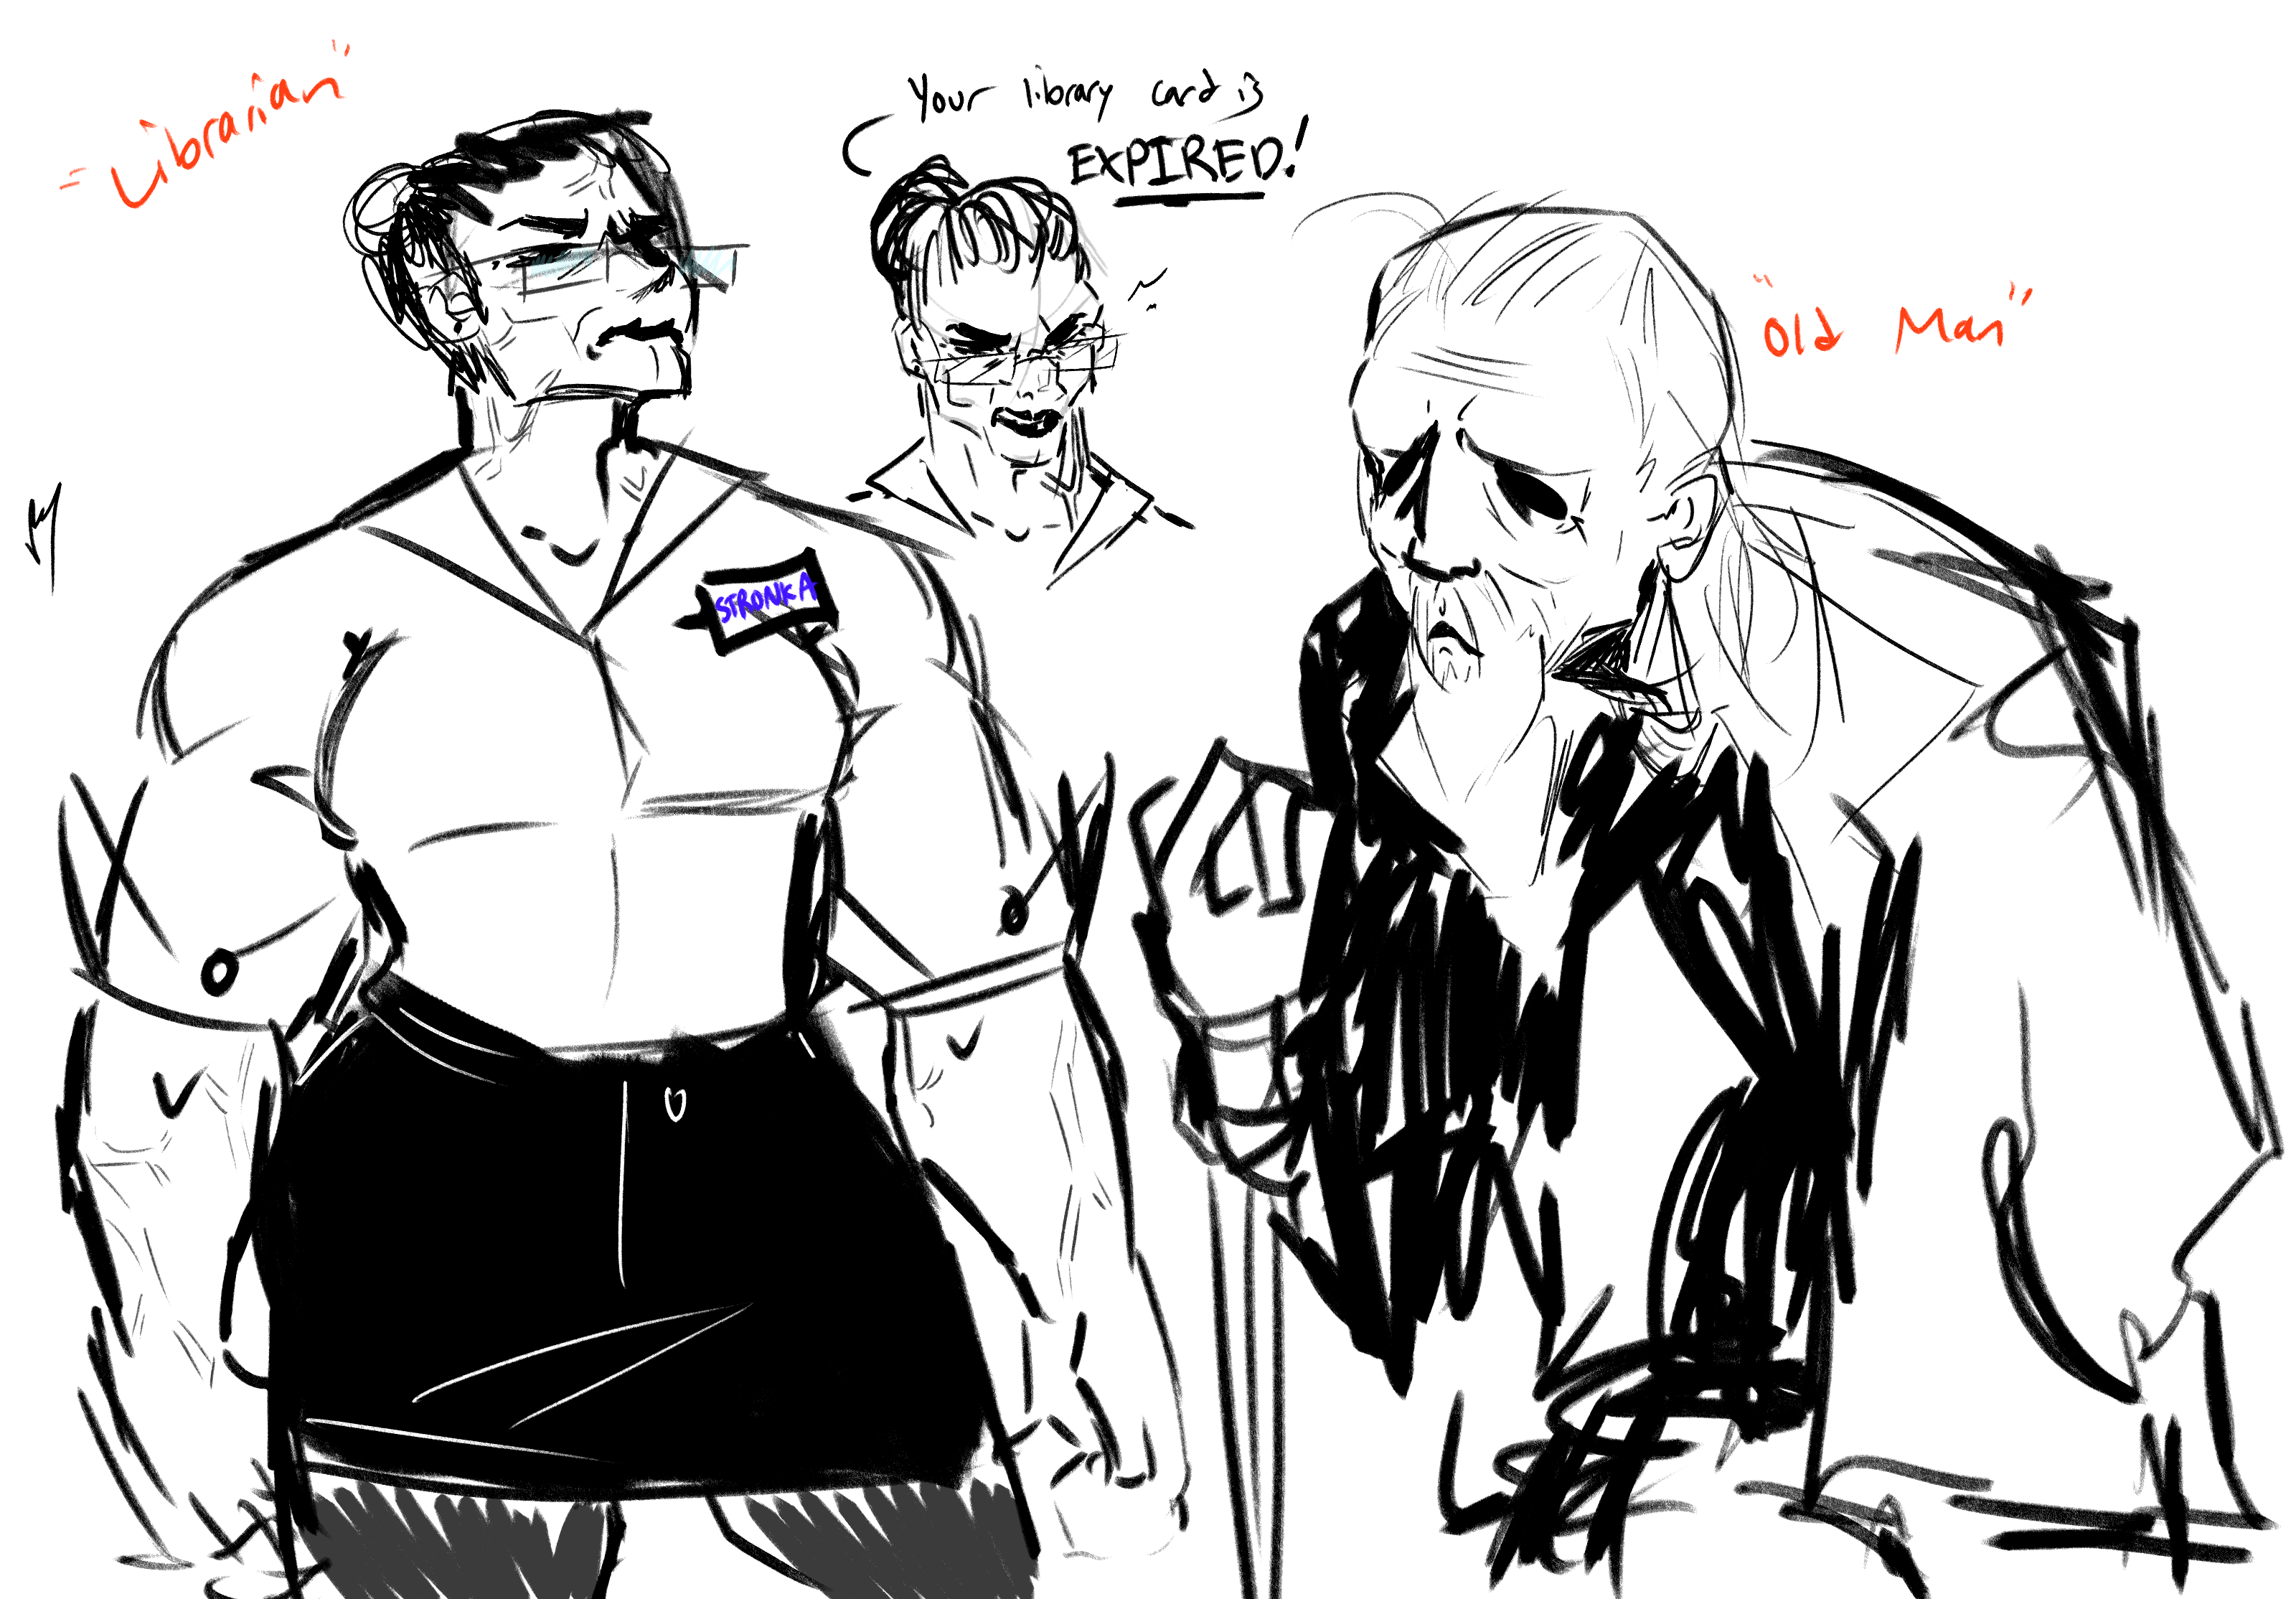 "Librarian"
Your library card is
EXPIRED!
"Old Man"
STRONKA